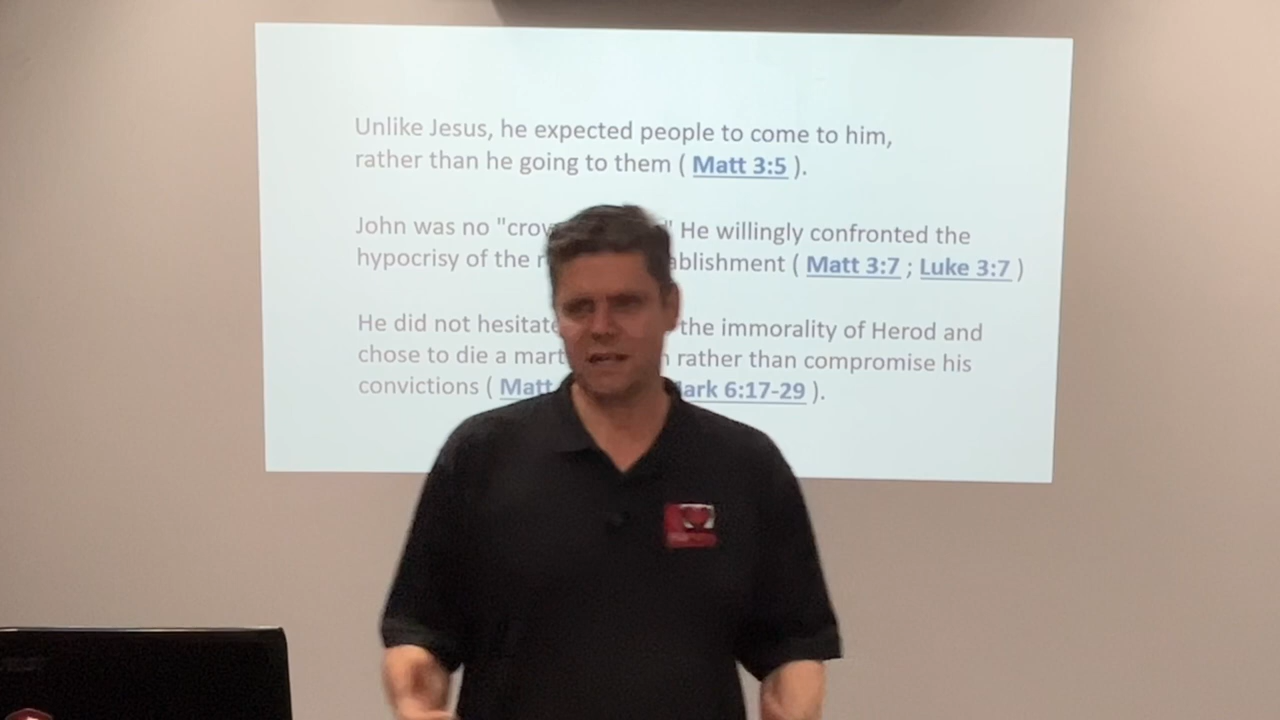 Unlike Jesus, he expected people to come to him,
rather than he going to them ( Matt 3:5 ).
John was no "crow " He willingly confronted the
hypocrisy of the r ablishment ( Matt 3:7 ; Luke 3:7 )
He did not hesitate the immorality of Herod and
chose to die a mart rather than compromise his
convictions ( Matt ark 6:17-29 ).